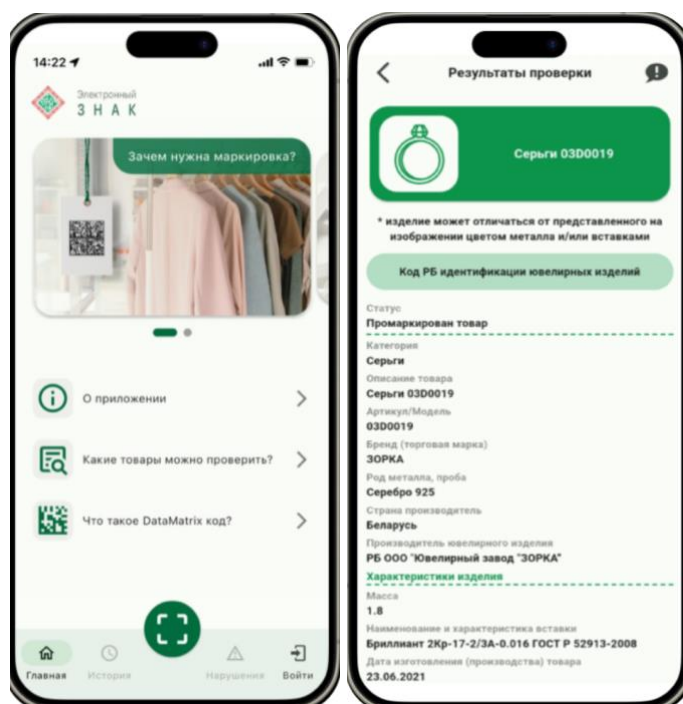 14:22
Электронный
ЗНАК
Зачем нужна маркировка?
О приложении
Какие товары можно проверить?
Что такое DataMatrix код?
Главная
История
Нарушения
Войти
Результаты проверки
Серьги 03D0019
* изделие может отличаться от представленного на
изображении цветом металла и/или вставками
Код РБ идентификации ювелирных изделий
Статус
Промаркирован товар
Категория
Серьги
Описание товара
Серьги 03D0019
Артикул/Модель
03D0019
Бренд (торговая марка)
ЗОРКА
Род металла, проба
Серебро 925
Страна производитель
Беларусь
Производитель ювелирного изделия
РБ ООО "Ювелирный завод "ЗОРКА"
Характеристики изделия
Масса
1.8
Наименование и характеристика вставки
Бриллиант 2Кр-17-2/3А-0.016 ГОСТ Р 52913-2008
Дата изготовления (производства) товара
23.06.2021